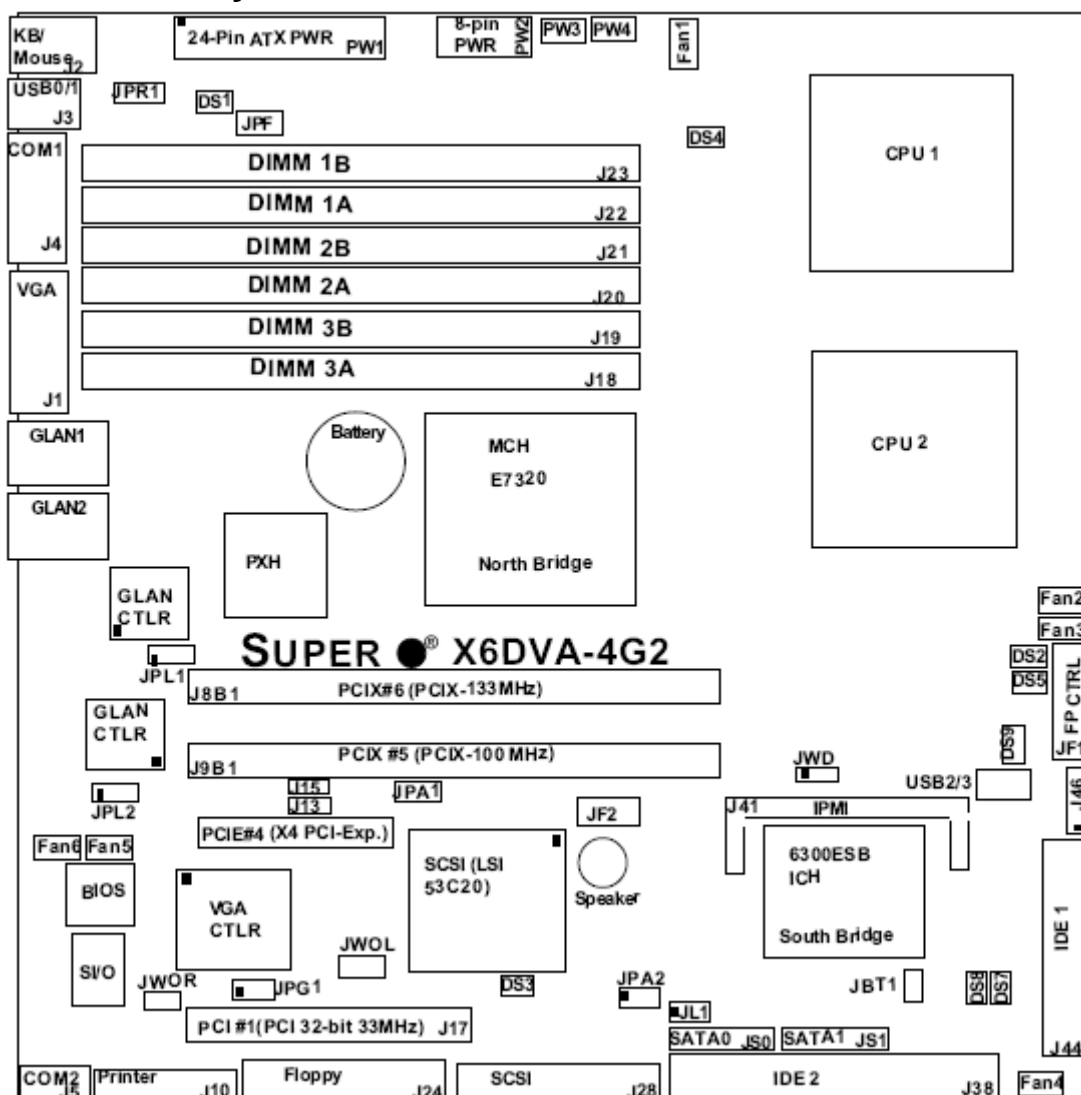 KB/
Mouse
J2
24-Pin ATX PWR
PW1
8-pin
PWR
PW2
PW3
PW4
Fan1
USB0/1
J3
JPR1
DS1
JPF
DS4
CPU 1
COM1
J4
DIMM 1B
J23
DIMM 1A
J22
DIMM 2B
J21
DIMM 2A
J20
DIMM 3B
J19
DIMM 3A
J18
VGA
J1
GLAN1
GLAN2
Battery
MCH
E7320
North Bridge
CPU 2
PXH
GLAN
CTLR
JPL1
SUPER ® X6DVA-4G2
Fan2
Fan3
DS2
DS5
FP CTRL
JF1
J8B1
PCIX#6 (PCIX-133MHz)
GLAN
CTLR
JPL2
J9B1
PCIX #5 (PCIX-100 MHz)
DS9
JWD
USB2/3
J46
J15
J13
JPA1
JF2
J41
IPMI
PCIE#4 (X4 PCI-Exp.)
Fan6
Fan5
BIOS
VGA
CTLR
SCSI (LSI
53C20)
Speaker
6300ESB
ICH
South Bridge
IDE 1
J44
SI/O
JWOR
JWOL
JPG1
DS3
JPA2
JBT1
DS8
DS7
JL1
PCI #1(PCI 32-bit 33MHz)
J17
SATA0
JS0
SATA1
JS1
COM2
J5
Printer
J10
Floppy
J24
SCSI
J28
IDE 2
J38
Fan4